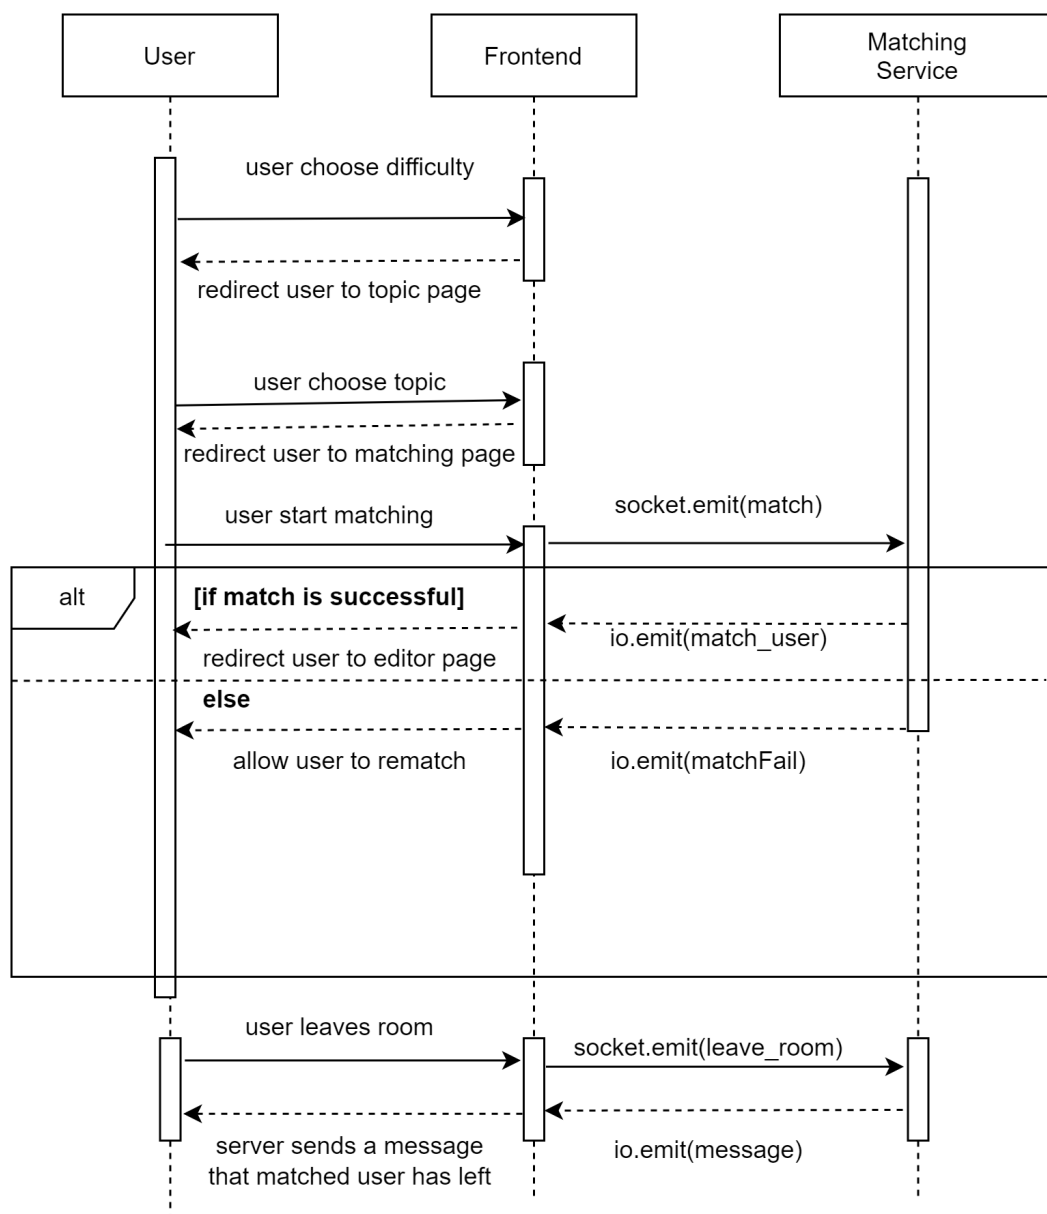 User
Frontend
Matching
Service
user choose difficulty
redirect user to topic page
user choose topic
redirect user to matching page
user start matching
socket.emit(match)
alt
[if match is successful]
io.emit(match_user)
redirect user to editor page
else
allow user to rematch
io.emit(matchFail)
user leaves room
socket.emit(leave_room)
server sends a message
that matched user has left
io.emit(message)